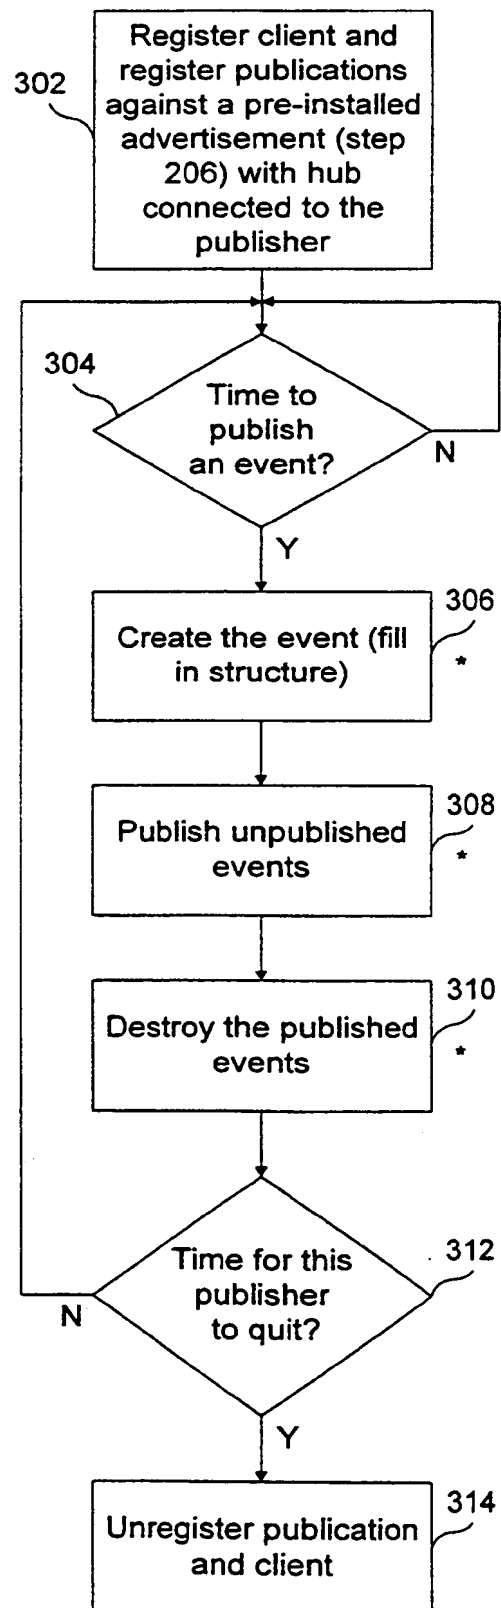 302
Register client and
register publications
against a pre-installed
advertisement (step
206) with hub
connected to the
publisher
304
Time to
publish
an event?
N
Y
306
Create the event (fill
in structure)
*
308
Publish unpublished
events
*
310
Destroy the published
events
*
312
Time for this
publisher
to quit?
N
Y
314
Unregister publication
and client